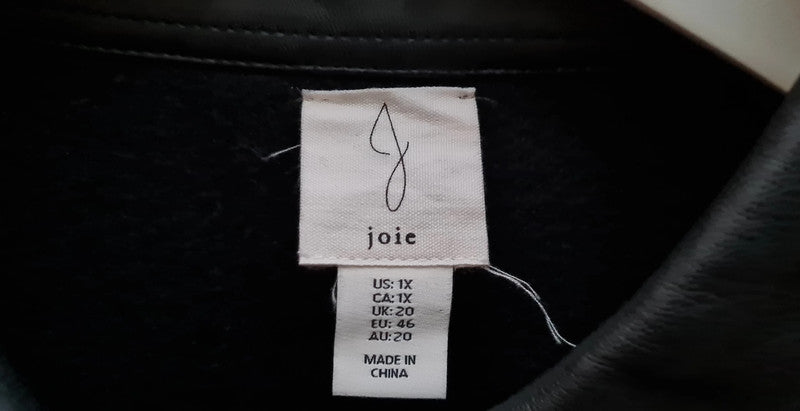 J
joie
US: 1X
CA: 1X
UK: 20
EU: 46
AU: 20
MADE IN
CHINA